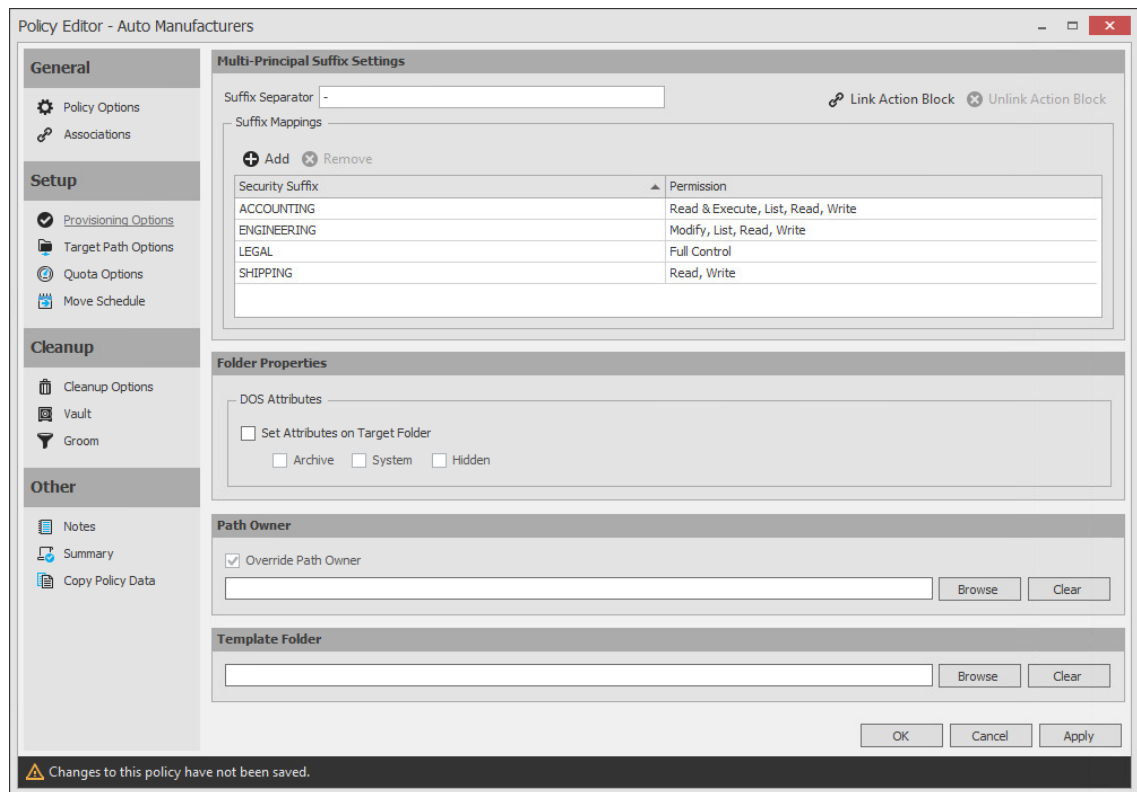 Policy Editor - Auto Manufacturers
General
Policy Options
Associations
Setup
Provisioning Options
Target Path Options
Quota Options
Move Schedule
Cleanup
Cleanup Options
Vault
Groom
Other
Notes
Summary
Copy Policy Data
Multi-Principal Suffix Settings
Suffix Separator -
Link Action Block Unlink Action Block
Suffix Mappings
Add Remove
Security Suffix Permission
ACCOUNTING Read & Execute, List, Read, Write
ENGINEERING Modify, List, Read, Write
LEGAL Full Control
SHIPPING Read, Write
Folder Properties
DOS Attributes
Set Attributes on Target Folder
Archive System Hidden
Path Owner
Override Path Owner
Browse Clear
Template Folder
Browse Clear
OK Cancel Apply
Changes to this policy have not been saved.